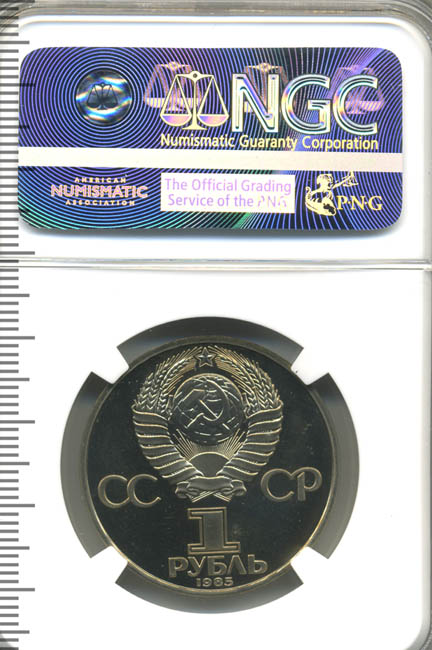 NGC
Numismatic Guaranty Corporation
AMERICAN
NUMISMATIC
ASSOCIATION
The Official Grading
Service of the PNG
PNG
СС СР
1
РУБЛЬ
1985